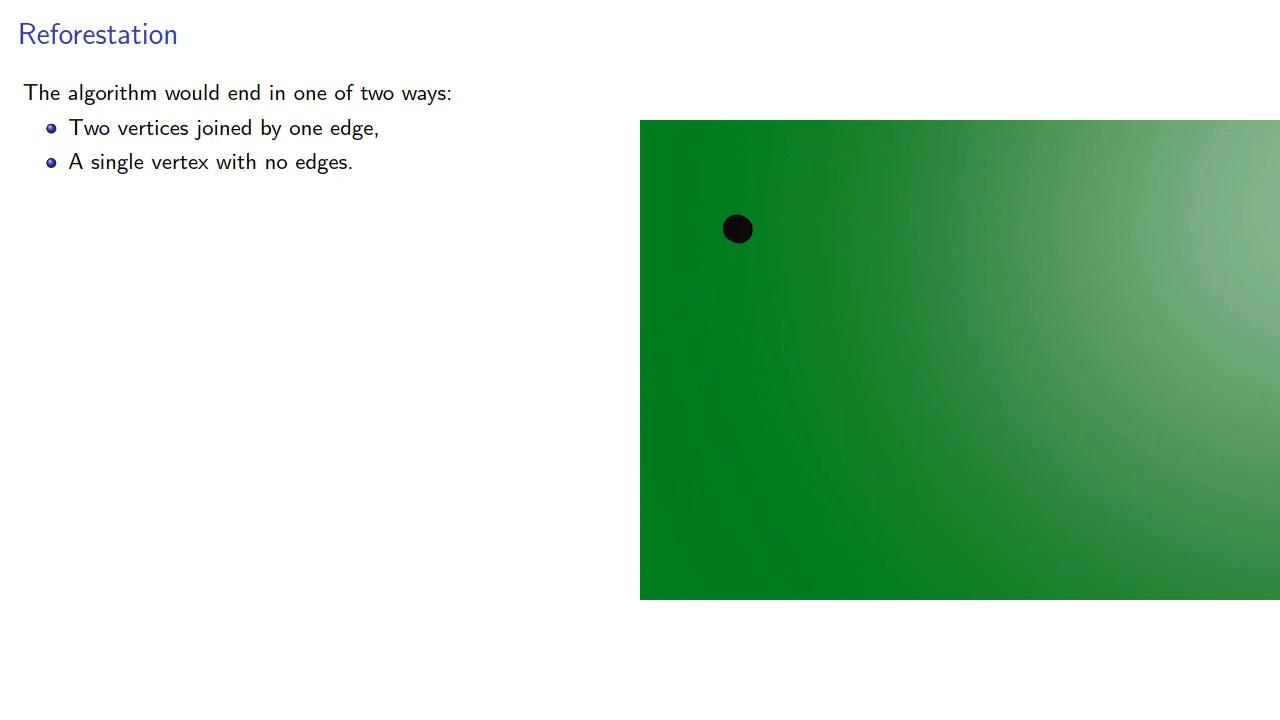 Reforestation
The algorithm would end in one of two ways:
Two vertices joined by one edge,
A single vertex with no edges.